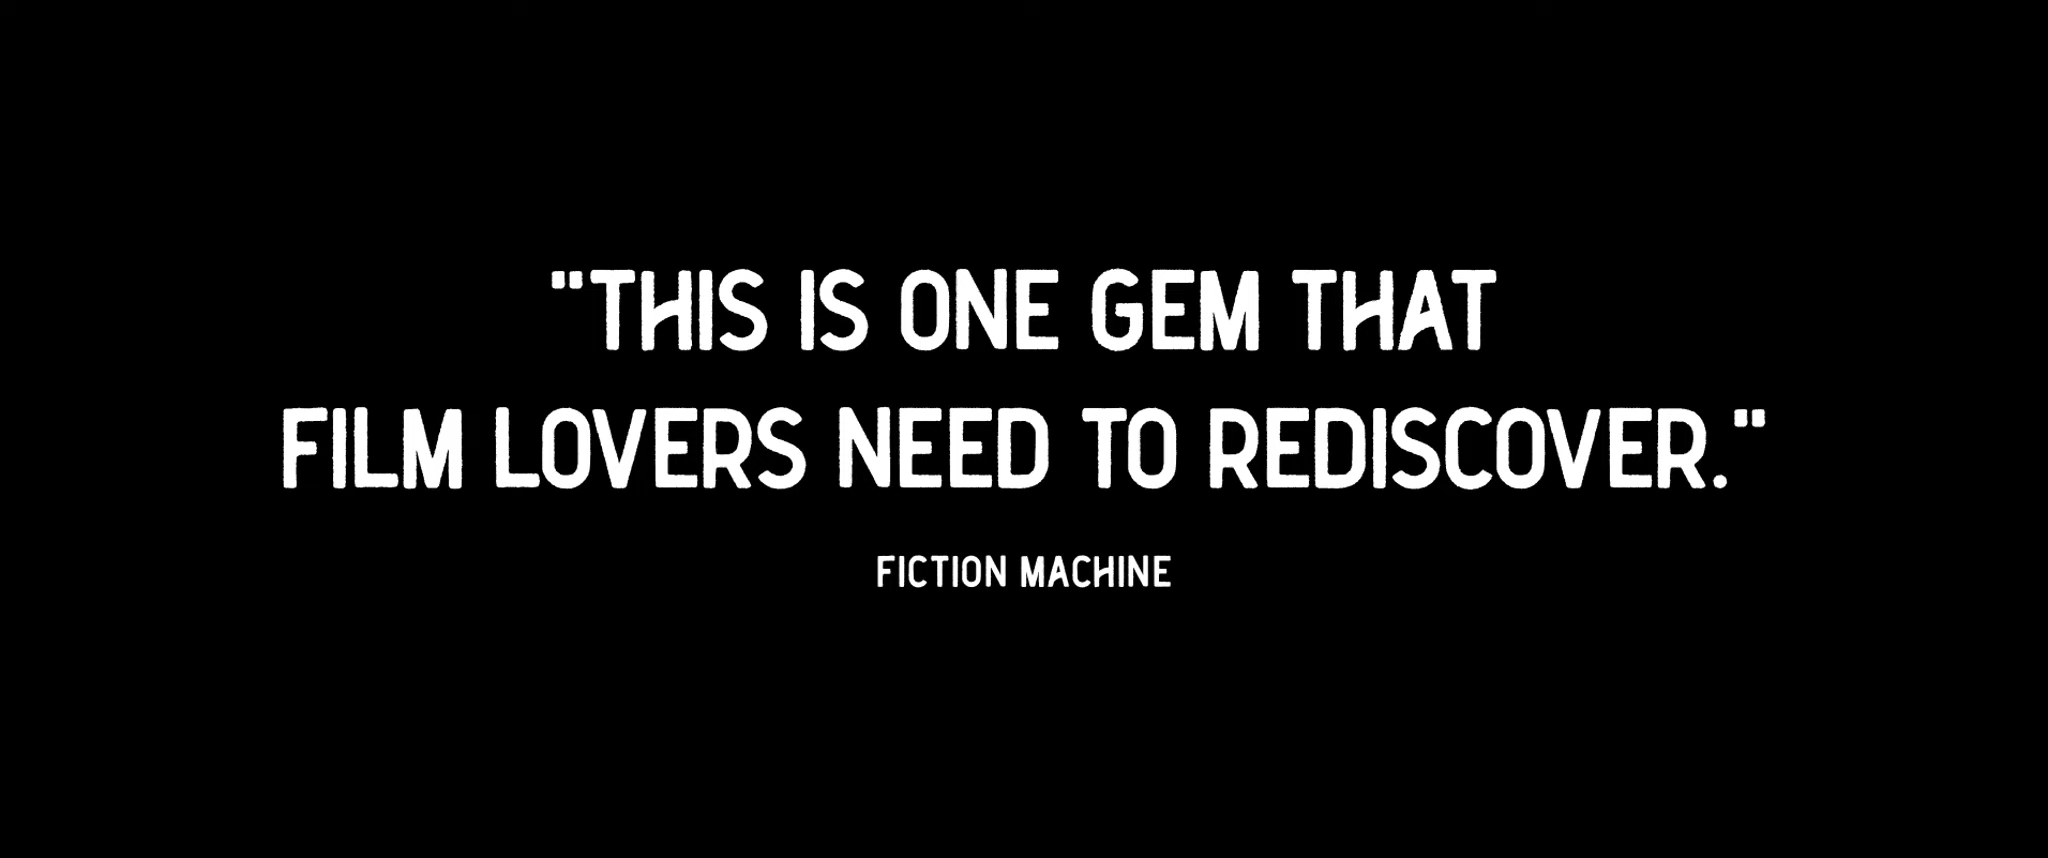 "THIS IS ONE GEM THAT
FILM LOVERS NEED TO REDISCOVER."
FICTION MACHINE